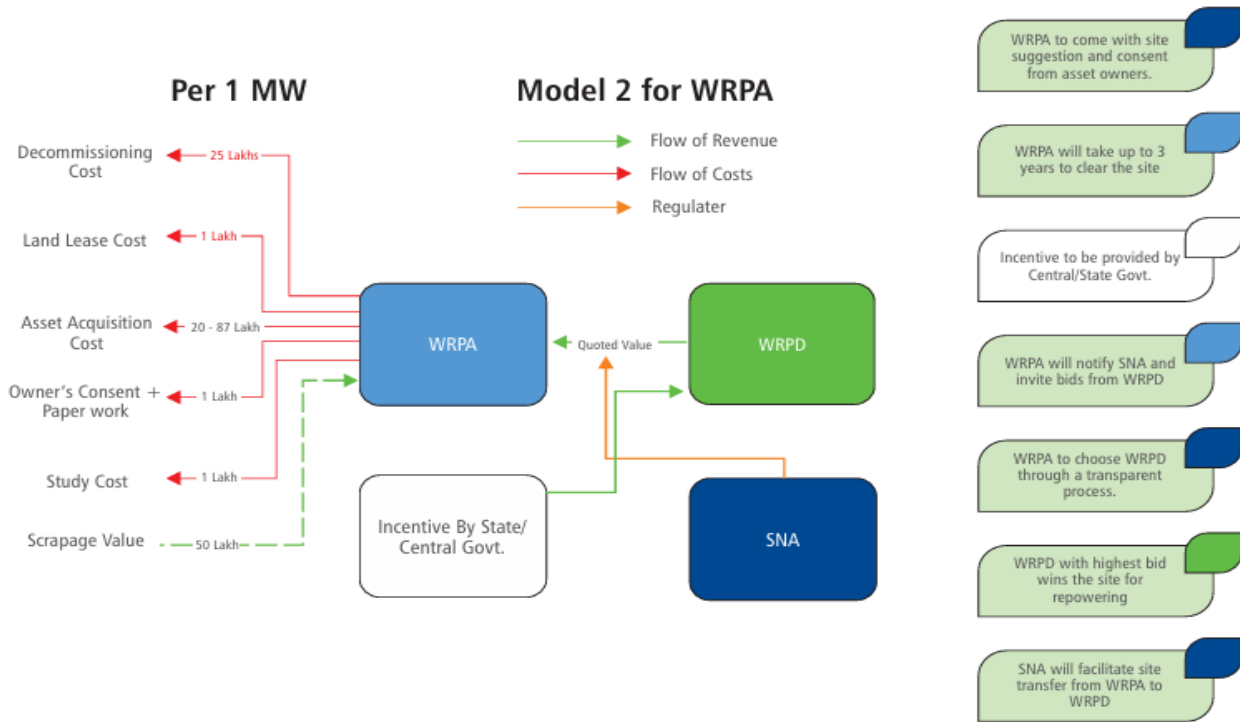 Per 1 MW
Model 2 for WRPA
Flow of Revenue
Flow of Costs
Regulater
Decommissioning
Cost
25 Lakhs
Land Lease Cost
1 Lakh
Asset Acquisition
Cost
20 - 87 Lakh
Owner's Consent +
Paper work
1 Lakh
Study Cost
1 Lakh
Scrapage Value
50 Lakh
WRPA
Quoted Value
WRPD
Incentive By State/
Central Govt.
SNA
WRPA to come with site
suggestion and consent
from asset owners.
WRPA will take up to 3
years to clear the site
Incentive to be provided by
Central/State Govt.
WRPA will notify SNA and
invite bids from WRPD
WRPA to choose WRPD
through a transparent
process.
WRPD with highest bid
wins the site for
repowering
SNA will facilitate site
transfer from WRPA to
WRPD